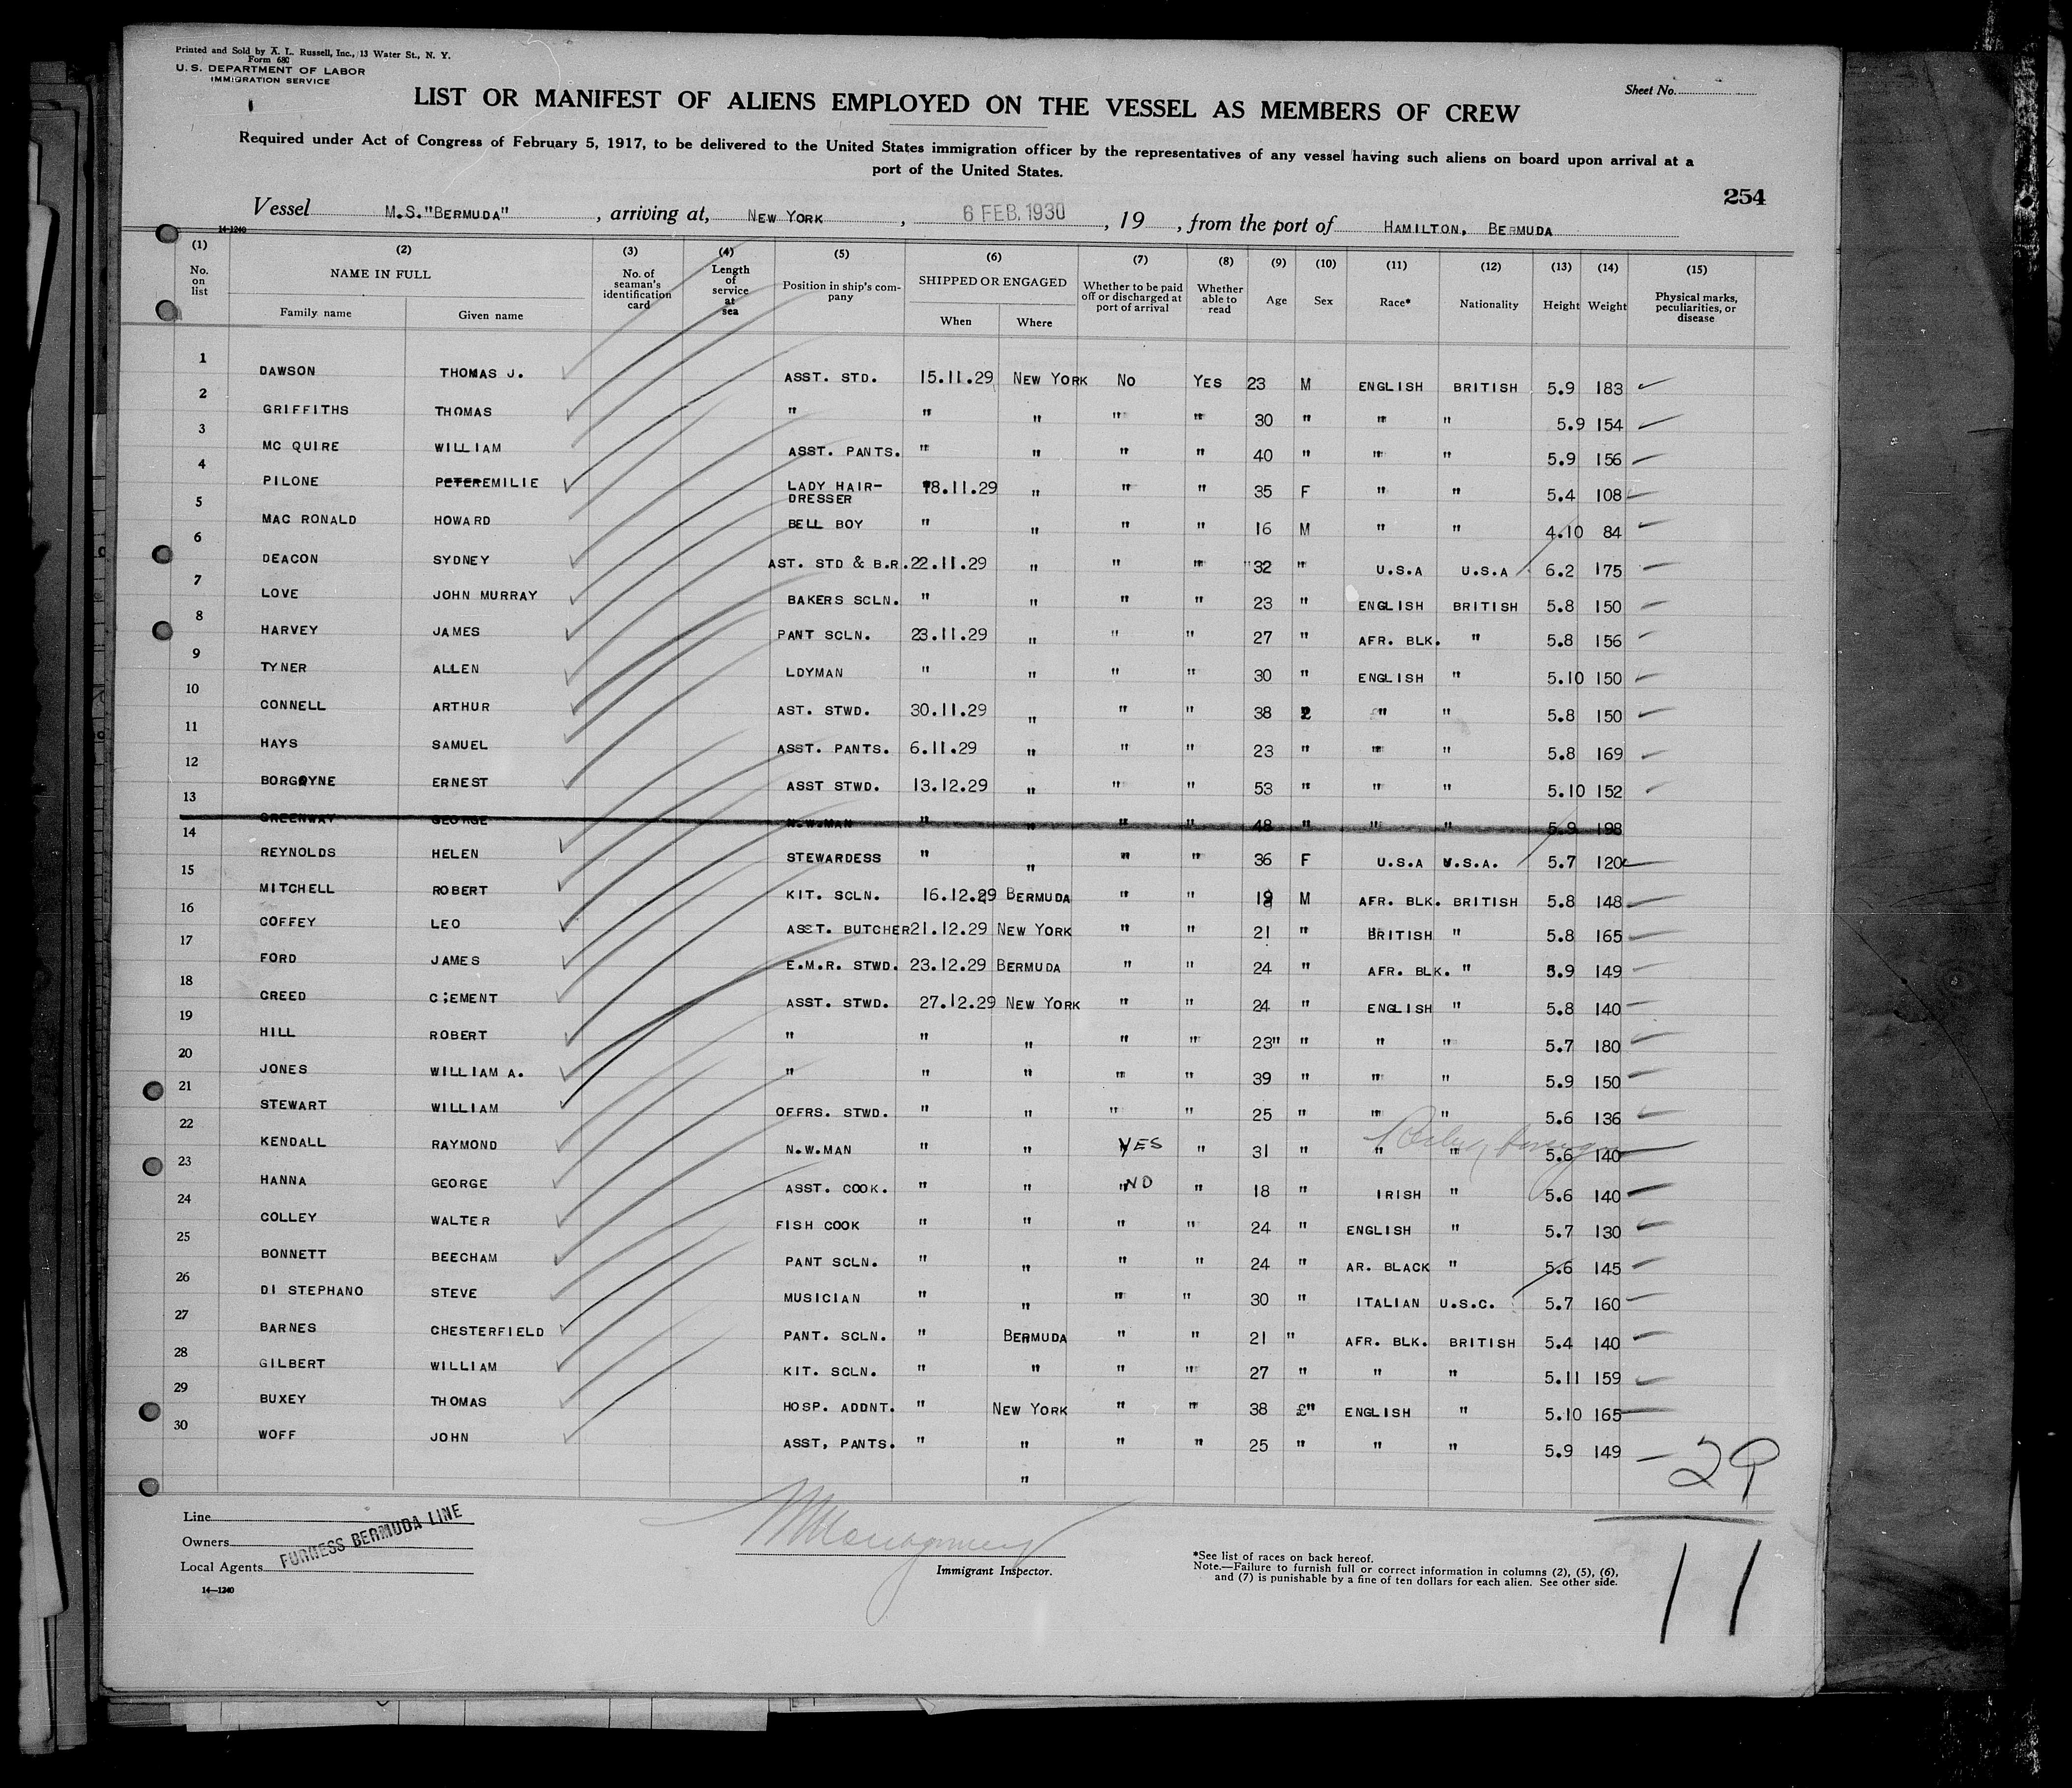 Printed and Sold by A. L. Russell, Inc., 13 Water St., N. Y.
Form 680
U. S. DEPARTMENT OF LABOR
IMMIGRATION SERVICE
Sheet No.
LIST OR MANIFEST OF ALIENS EMPLOYED ON THE VESSEL AS MEMBERS OF CREW
Required under Act of Congress of February 5, 1917, to be delivered to the United States immigration officer by the representatives of any vessel having such aliens on board upon arrival at a
port of the United States.
254
Vessel M.S."BERMUDA", arriving at, NEW YORK, 6 FEB. 1930, 19, from the port of HAMILTON, BERMUDA
14-1240
(1) (2) (3) (4) (5) (6) (7) (8) (9) (10) (11) (12) (13) (14) (15)
No. on list NAME IN FULL Family name Given name No. of seaman's identification card Length of service at sea Position in ship's company SHIPPED OR ENGAGED When Where Whether to be paid off or discharged at port of arrival Whether able to read Age Sex Race* Nationality Height Weight Physical marks, peculiarities, or disease
1 DAWSON THOMAS J. ASST. STD. 15.11.29 NEW YORK NO YES 23 M ENGLISH BRITISH 5.9 183
2 GRIFFITHS THOMAS " " " " " 30 " " " 5.9 154
3 MC QUIRE WILLIAM ASST. PANTS. " " " " 40 " " " 5.9 156
4 PILONE PETEREMILIE LADY HAIR-DRESSER 18.11.29 " " " 35 F " " 5.4 108
5 MAC RONALD HOWARD BELL BOY " " " " 16 M " " 4.10 84
6 DEACON SYDNEY AST. STD & B.R. 22.11.29 " " " "32 " U.S.A U.S.A 6.2 175
7 LOVE JOHN MURRAY BAKERS SCLN. " " " " 23 " ENGLISH BRITISH 5.8 150
8 HARVEY JAMES PANT SCLN. 23.11.29 " " " 27 " AFR. BLK. " 5.8 156
9 TYNER ALLEN LDYMAN " " " " 30 " ENGLISH " 5.10 150
10 CONNELL ARTHUR AST. STWD. 30.11.29 " " " 38 " " 5.8 150
11 HAYS SAMUEL ASST. PANTS. 6.11.29 " " " 23 " " " 5.8 169
12 BORGOYNE ERNEST ASST STWD. 13.12.29 " " " 53 " " " 5.10 152
13 GREENWAY GEORGE N.W.MAN " " " " 48 " " " 5.9 198
14 REYNOLDS HELEN STEWARDESS " " " " 36 F U.S.A U.S.A. 5.7 120
15 MITCHELL ROBERT KIT. SCLN. 16.12.29 BERMUDA " " M AFR. BLK. BRITISH 5.8 148
16 COFFEY LEO ASST. BUTCHER 21.12.29 NEW YORK " " 21 " BRITISH " 5.8 165
17 FORD JAMES E.M.R. STWD. 23.12.29 BERMUDA " " 24 " AFR. BLK. " 5.9 149
18 CREED C;EMENT ASST. STWD. 27.12.29 NEW YORK " " 24 " ENGLISH " 5.8 140
19 HILL ROBERT " " " " " 23" " " " 5.7 180
20 JONES WILLIAM A. " " " " " 39 " " " 5.9 150
21 STEWART WILLIAM OFFRS. STWD. " " " " 25 " " " 5.6 136
22 KENDALL RAYMOND N.W.MAN " " YES " 31 " " " 5.6 140
23 HANNA GEORGE ASST. COOK. " " "NO " 18 " IRISH " 5.6 140
24 COLLEY WALTER FISH COOK " " " " 24 " ENGLISH " 5.7 130
25 BONNETT BEECHAM PANT SCLN. " " " " 24 " AR. BLACK " 5.6 145
26 DI STEPHANO STEVE MUSICIAN " " " " 30 " ITALIAN U.S.C. 5.7 160
27 BARNES CHESTERFIELD PANT. SCLN. " BERMUDA " " 21 " AFR. BLK. BRITISH 5.4 140
28 GILBERT WILLIAM KIT. SCLN. " " " " 27 " " " 5.11 159
29 BUXEY THOMAS HOSP. ADDNT. " NEW YORK " " 38 £" ENGLISH " 5.10 165
30 WOFF JOHN ASST, PANTS. " " " " 25 " " " 5.9 149
"
29
11
Line
Owners
Local Agents
FURNESS BERMUDA LINE
14—1240
Montgomery
Immigrant Inspector.
*See list of races on back hereof.
Note.—Failure to furnish full or correct information in columns (2), (5), (6),
and (7) is punishable by a fine of ten dollars for each alien. See other side.